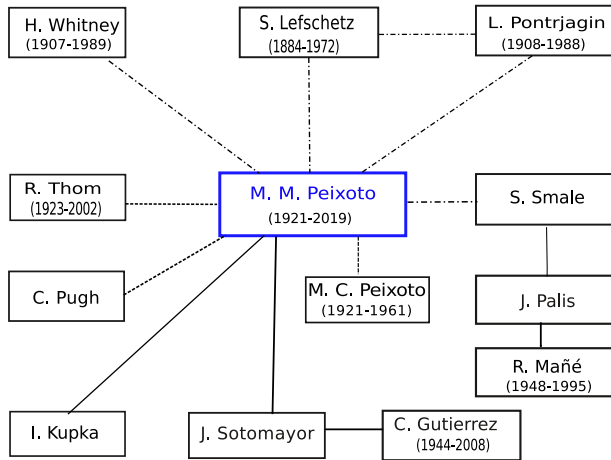 H. Whitney
(1907-1989)
S. Lefschetz
(1884-1972)
L. Pontrjagin
(1908-1988)
R. Thom
(1923-2002)
M. M. Peixoto
(1921-2019)
S. Smale
C. Pugh
M. C. Peixoto
(1921-1961)
J. Palis
R. Mañé
(1948-1995)
I. Kupka
J. Sotomayor
C. Gutierrez
(1944-2008)